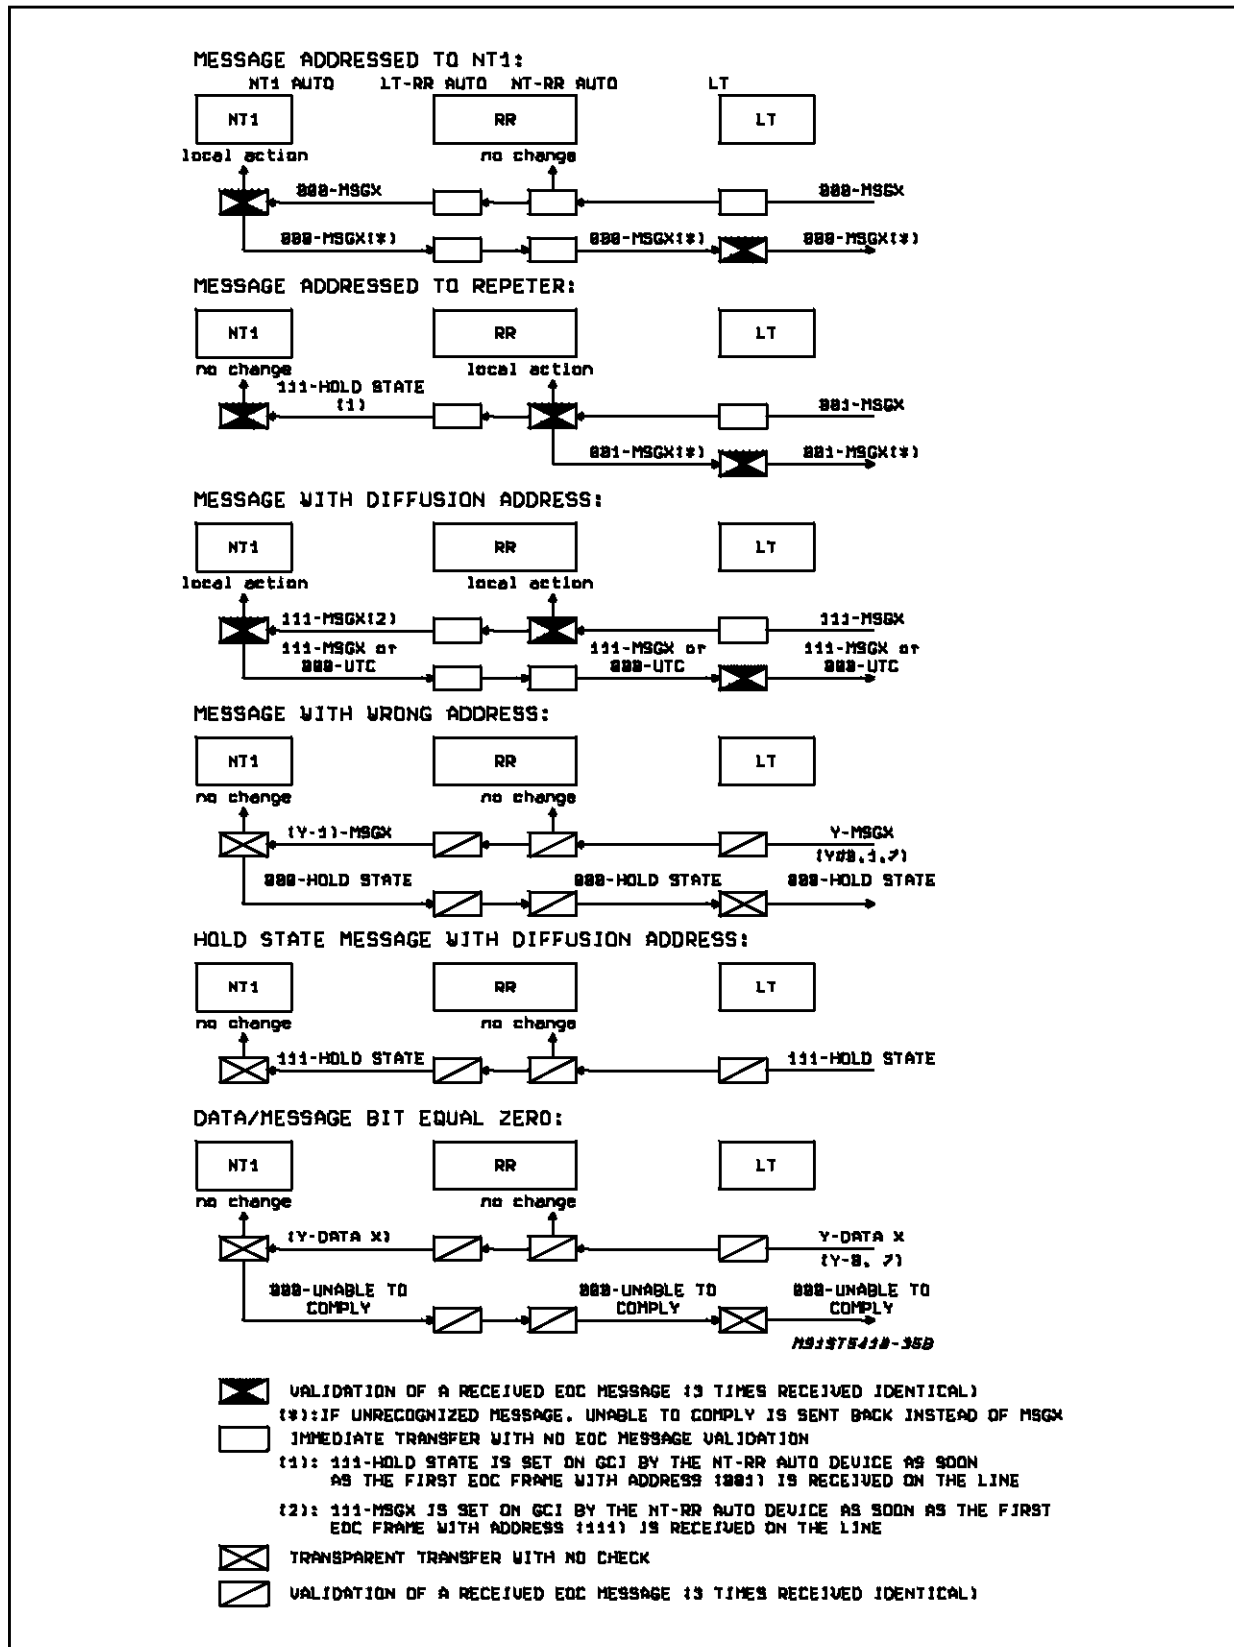 MESSAGE ADDRESSED TO NT1:
NT1 AUTO LT-RR AUTO NT-RR AUTO LT
NT1 RR LT
local action no change
000-MSGX 000-MSGX
000-MSGX(*) 000-MSGX(*) 000-MSGX(*)
MESSAGE ADDRESSED TO REPETER:
NT1 RR LT
no change local action
111-HOLD STATE
(1) 001-MSGX
001-MSGX(*) 001-MSGX(*)
MESSAGE WITH DIFFUSION ADDRESS:
NT1 RR LT
local action local action
111-MSGX(2) 111-MSGX
111-MSGX or 111-MSGX or 111-MSGX or
000-UTC 000-UTC 000-UTC
MESSAGE WITH WRONG ADDRESS:
NT1 RR LT
no change no change
(Y-1)-MSGX Y-MSGX
(Y#0,1,7)
000-HOLD STATE 000-HOLD STATE 000-HOLD STATE
HOLD STATE MESSAGE WITH DIFFUSION ADDRESS:
NT1 RR LT
no change no change
111-HOLD STATE 111-HOLD STATE
DATA/MESSAGE BIT EQUAL ZERO:
NT1 RR LT
no change no change
(Y-DATA X) Y-DATA X
(Y-0, 7)
000-UNABLE TO 000-UNABLE TO 000-UNABLE TO
COMPLY COMPLY COMPLY
M91ST5410-35B
VALIDATION OF A RECEIVED EOC MESSAGE (3 TIMES RECEIVED IDENTICAL)
(*):IF UNRECOGNIZED MESSAGE, UNABLE TO COMPLY IS SENT BACK INSTEAD OF MSGX
IMMEDIATE TRANSFER WITH NO EOC MESSAGE VALIDATION
(1): 111-HOLD STATE IS SET ON GCI BY THE NT-RR AUTO DEVICE AS SOON
AS THE FIRST EOC FRAME WITH ADDRESS (001) IS RECEIVED ON THE LINE
(2): 111-MSGX IS SET ON GCI BY THE NT-RR AUTO DEVICE AS SOON AS THE FIRST
EOC FRAME WITH ADDRESS (111) IS RECEIVED ON THE LINE
TRANSPARENT TRANSFER WITH NO CHECK
VALIDATION OF A RECEIVED EOC MESSAGE (3 TIMES RECEIVED IDENTICAL)